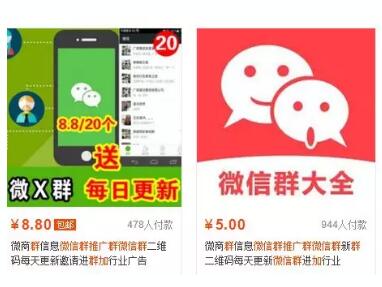 20
8.8/20个
送
微X群
每日更新
微信群大全
¥8.80 包邮 478人付款
微商群信息微信群推广群微信群二维
码每天更新邀请进群加行业广告
¥5.00 944人付款
微商群信息微信群推广群微信群新群
二维码每天更新微信群进加行业